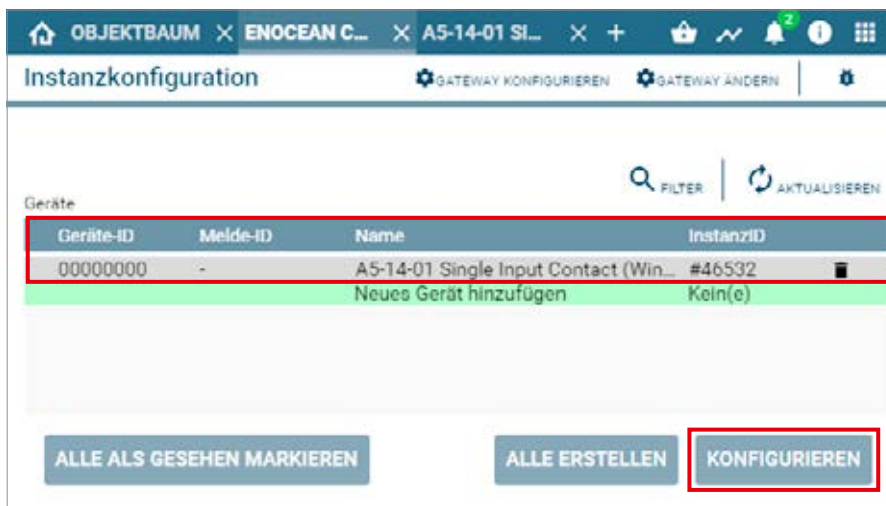 OBJEKTBAUM ENOCEAN C... A5-14-01 SI... + 2
Instanzkonfiguration GATEWAY KONFIGURIEREN GATEWAY ÄNDERN
FILTER AKTUALISIEREN
Geräte
Geräte-ID Melde-ID Name InstanzID
00000000 - A5-14-01 Single Input Contact (Win... #46532
Neues Gerät hinzufügen Kein(e)
ALLE ALS GESEHEN MARKIEREN ALLE ERSTELLEN KONFIGURIEREN